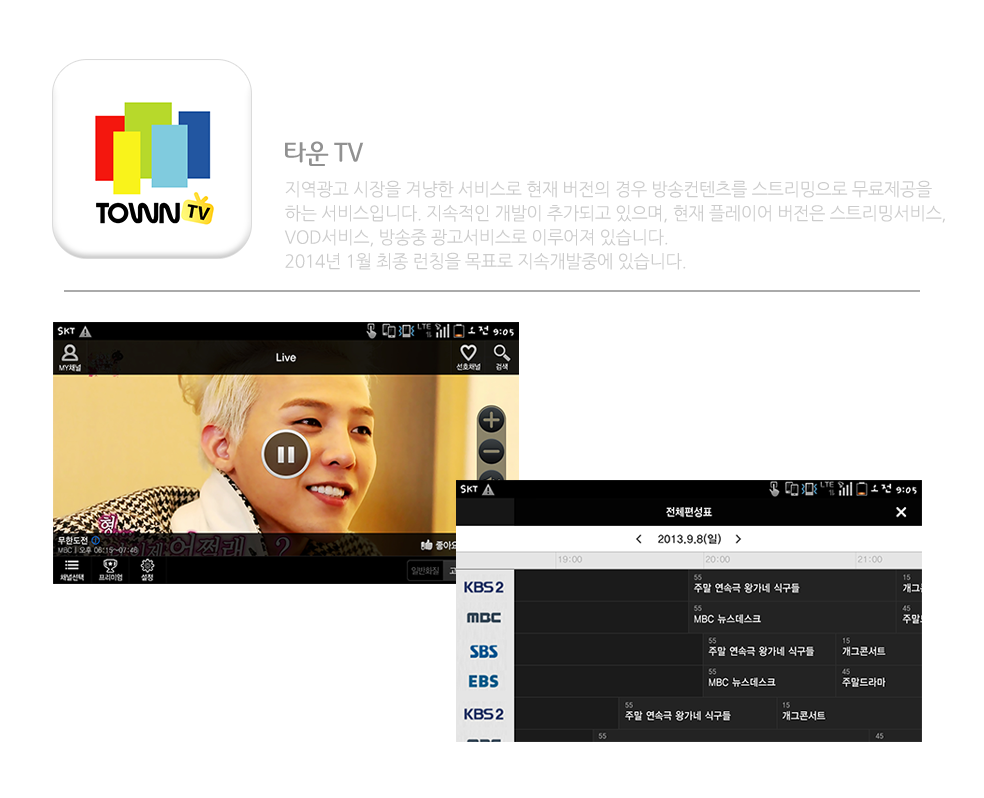 타운 TV
지역광고 시장을 겨냥한 서비스로 현재 버전의 경우 방송컨텐츠를 스트리밍으로 무료제공을
하는 서비스입니다. 지속적인 개발이 추가되고 있으며, 현재 플레이어 버전은 스트리밍서비스,
VOD서비스, 방송중 광고서비스로 이루어져 있습니다.
2014년 1월 최종 런칭을 목표로 지속개발중에 있습니다.
TOWN TV
SKT LTE 오전 9:05
MY채널 Live 선호채널 검색
형
어쩍래 ?
무한도전
MBC | 오후 06:15~07:46
좋아요
채널선택 프리미엄 설정 일반화질 고
SKT LTE 오전 9:05
전체편성표
2013.9.8(일)
19:00 20:00 21:00
KBS2 55 주말 연속극 왕가네 식구들 15 개그
MBC 55 MBC 뉴스데스크 45 주말
SBS 55 주말 연속극 왕가네 식구들 15 개그콘서트
EBS 55 MBC 뉴스데스크 45 주말드라마
KBS2 55 주말 연속극 왕가네 식구들 15 개그콘서트
55 45